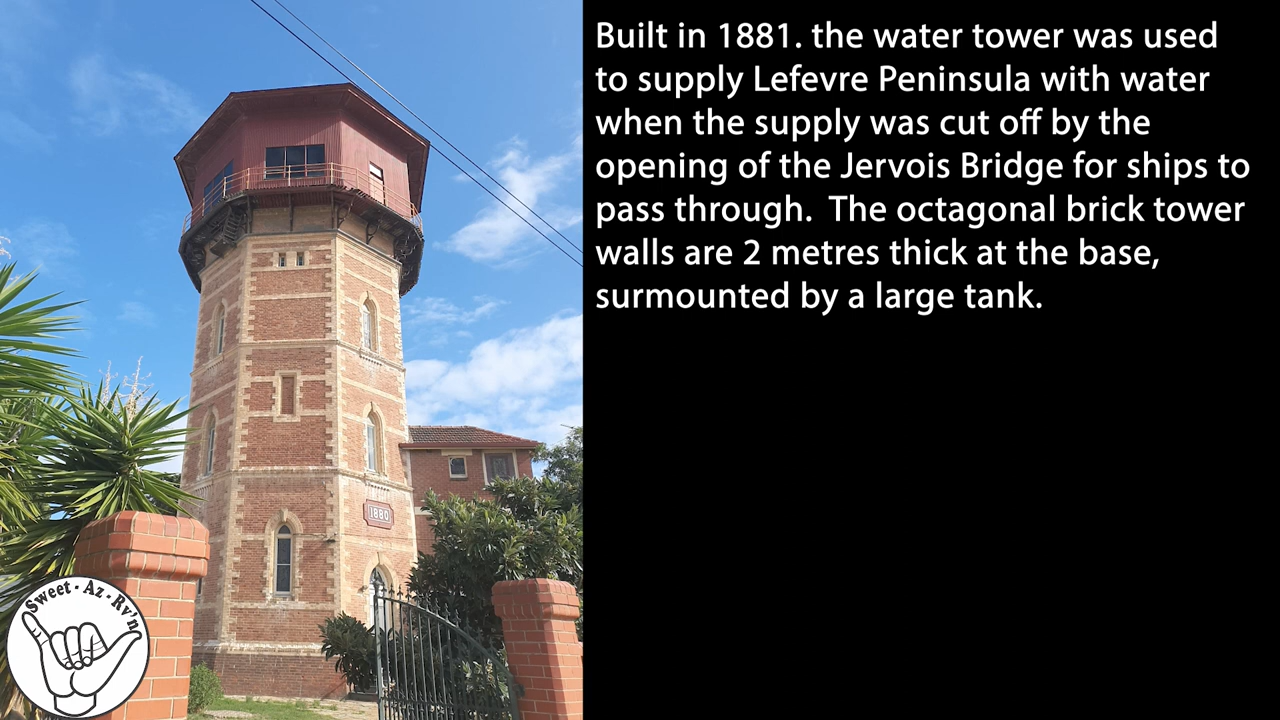 Built in 1881. the water tower was used
to supply Lefevre Peninsula with water
when the supply was cut off by the
opening of the Jervois Bridge for ships to
pass through.  The octagonal brick tower
walls are 2 metres thick at the base,
surmounted by a large tank.
1880
Sweet - Az - Rv'n